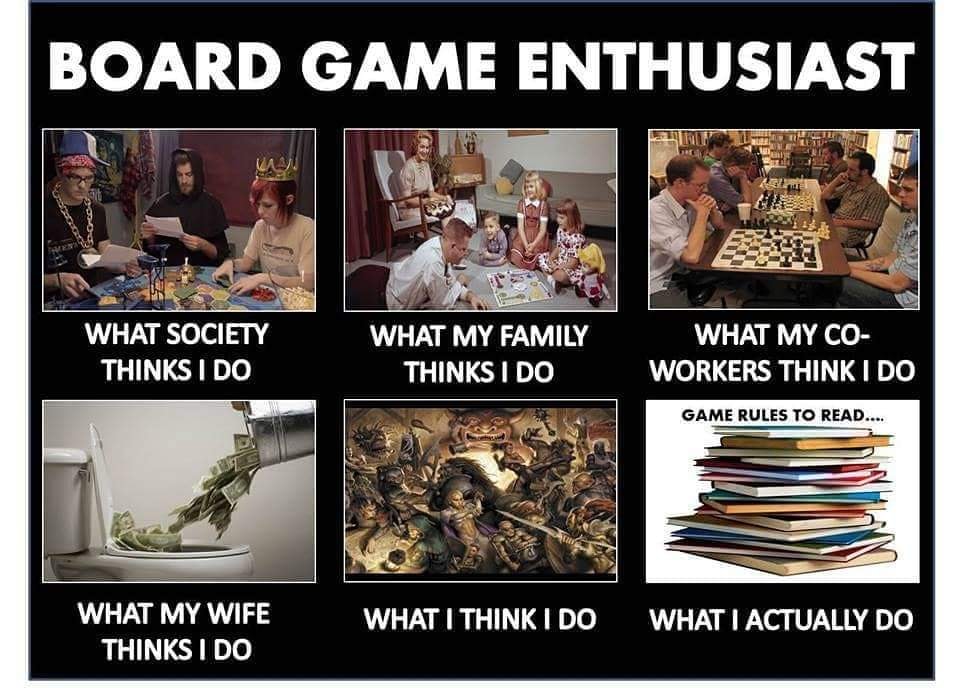 BOARD GAME ENTHUSIAST
WHAT SOCIETY
THINKS I DO
WHAT MY FAMILY
THINKS I DO
WHAT MY CO-
WORKERS THINK I DO
GAME RULES TO READ....
WHAT MY WIFE
THINKS I DO
WHAT I THINK I DO
WHAT I ACTUALLY DO